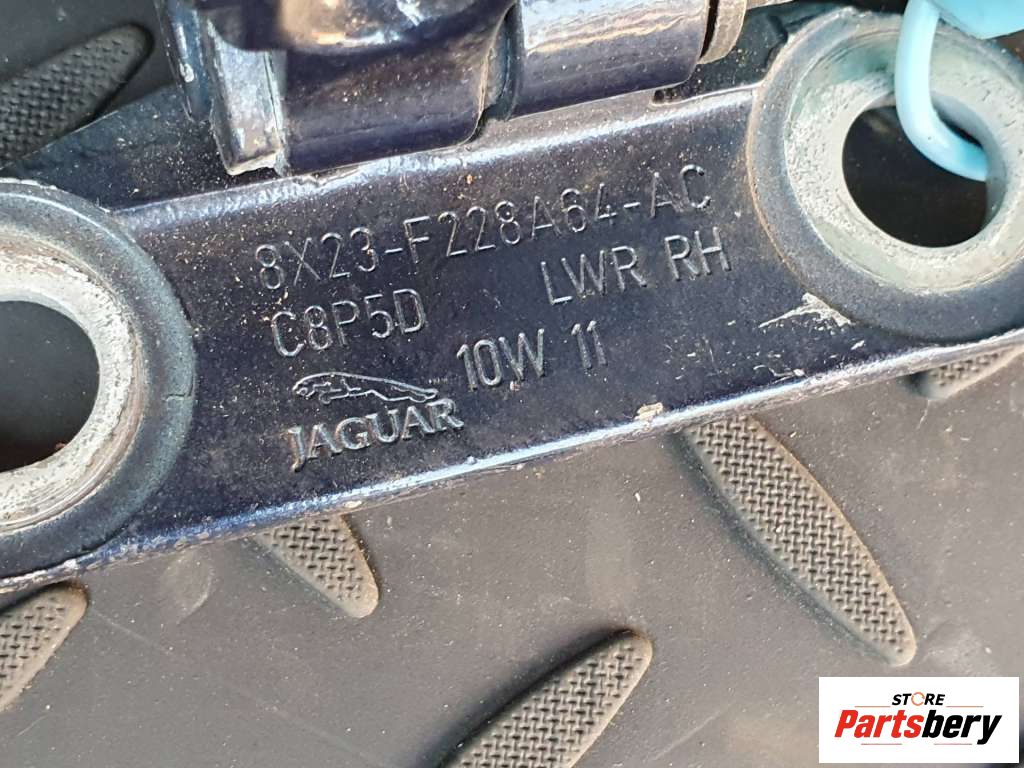 8X23-F228A64-AC
C8P5D LWR RH
10W 11
JAGUAR
STORE
Partsbery